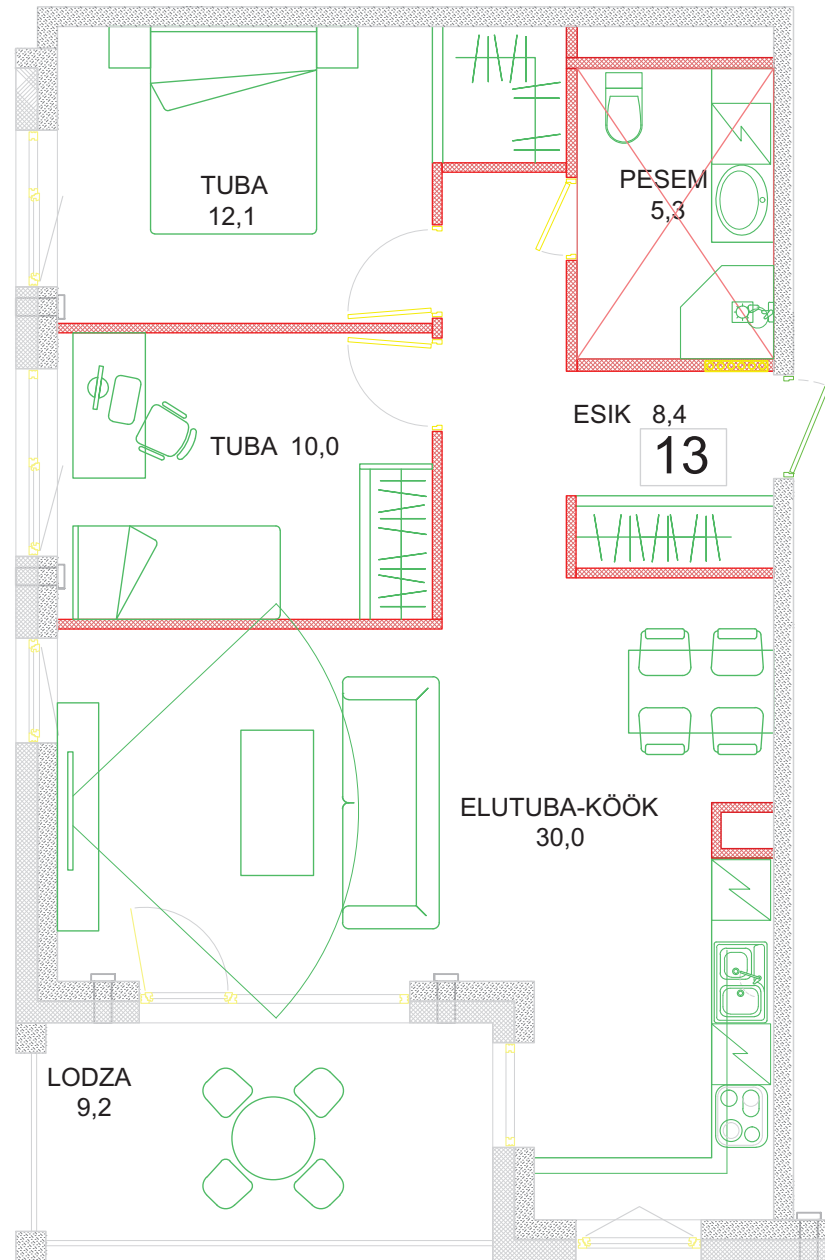 TUBA
12,1
PESEM
5,3
ESIK 8,4
13
TUBA 10,0
ELUTUBA-KÖÖK
30,0
LODZA
9,2